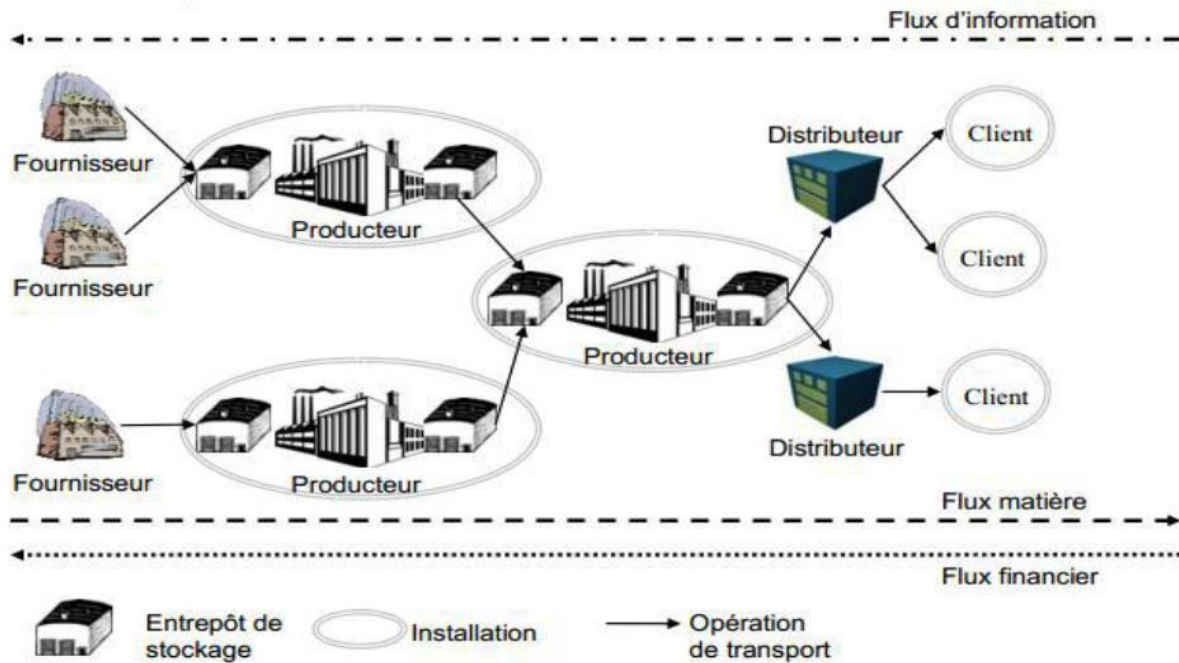 Flux d'information
Fournisseur
Fournisseur
Producteur
Distributeur
Client
Client
Producteur
Fournisseur
Producteur
Distributeur
Client
Flux matière
Flux financier
Entrepôt de
stockage
Installation
Opération
de transport